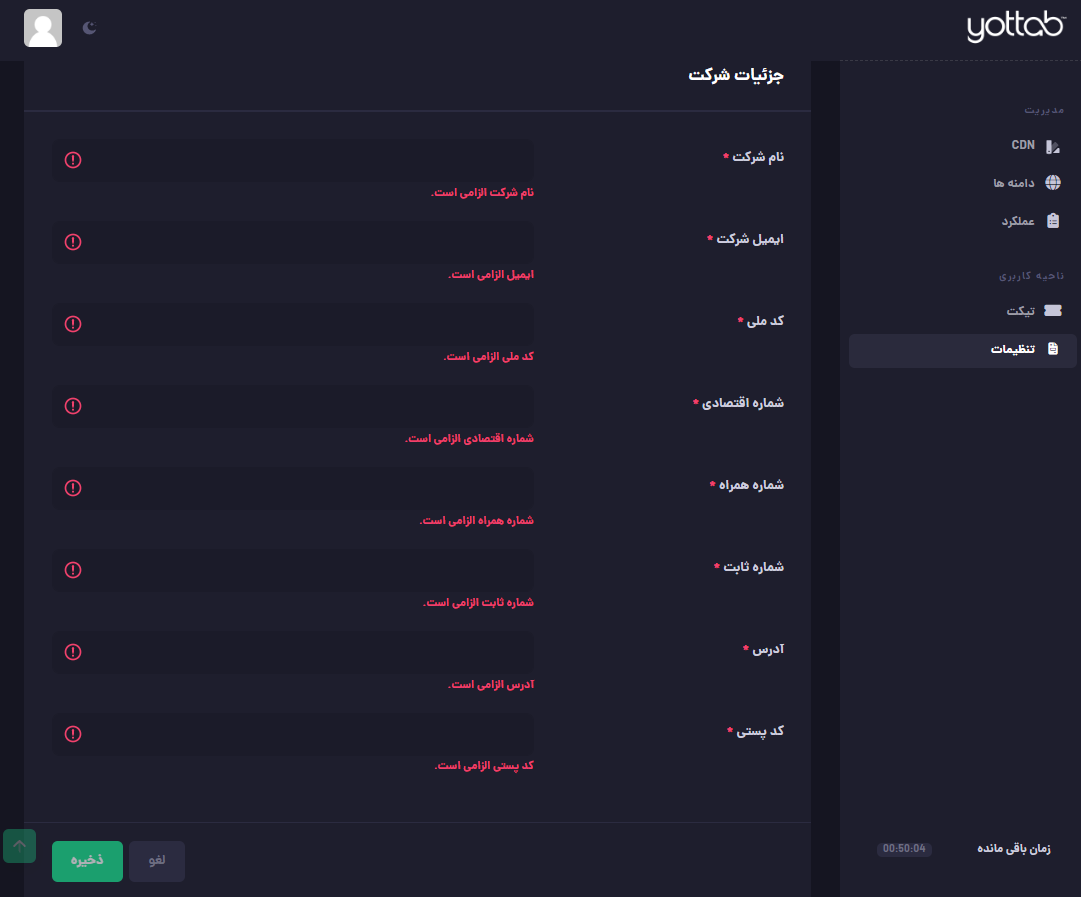 yottab™
مدیریت
CDN
دامنه ها
عملکرد
ناحیه کاربری
تیکت
تنظیمات
زمان باقی مانده
00:50:04
جزئیات شرکت
نام شرکت *
نام شرکت الزامی است.
ایمیل شرکت *
ایمیل الزامی است.
کد ملی *
کد ملی الزامی است.
شماره اقتصادی *
شماره اقتصادی الزامی است.
شماره همراه *
شماره همراه الزامی است.
شماره ثابت *
شماره ثابت الزامی است.
آدرس *
آدرس الزامی است.
کد پستی *
کد پستی الزامی است.
لغو
ذخیره